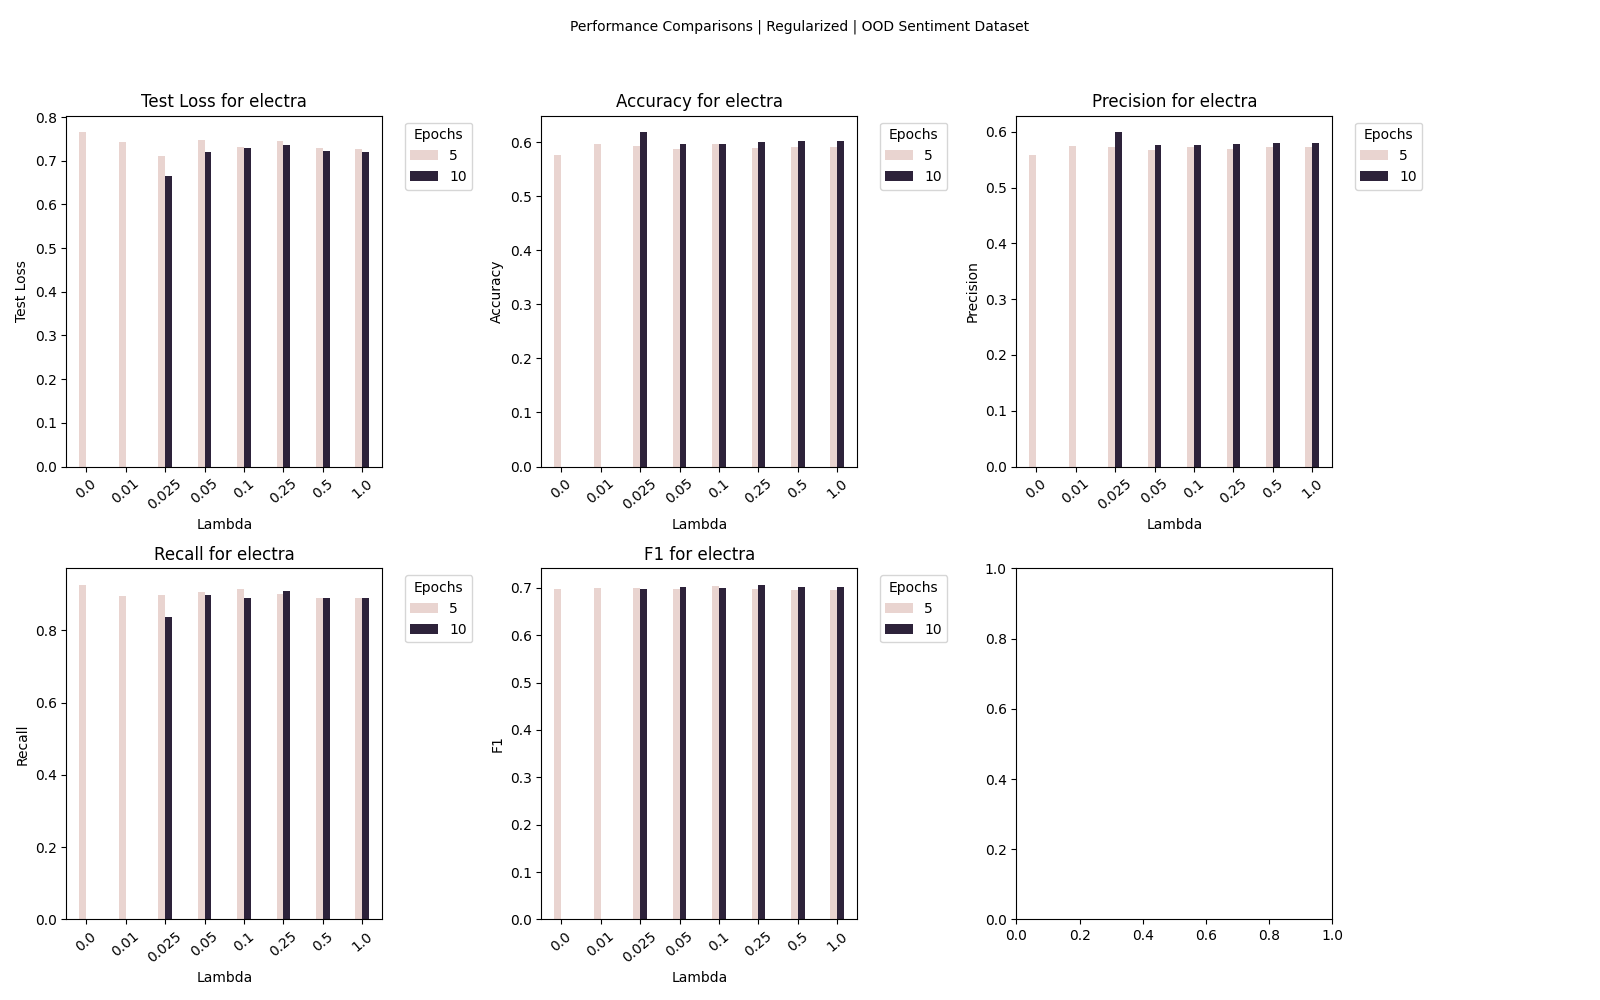 Performance Comparisons | Regularized | OOD Sentiment Dataset
Test Loss for electra
Test Loss
0.8
0.7
0.6
0.5
0.4
0.3
0.2
0.1
0.0
0.0 0.01 0.025 0.05 0.1 0.25 0.5 1.0
Lambda
Epochs
5
10
Accuracy for electra
Accuracy
0.6
0.5
0.4
0.3
0.2
0.1
0.0
0.0 0.01 0.025 0.05 0.1 0.25 0.5 1.0
Lambda
Epochs
5
10
Precision for electra
Precision
0.6
0.5
0.4
0.3
0.2
0.1
0.0
0.0 0.01 0.025 0.05 0.1 0.25 0.5 1.0
Lambda
Epochs
5
10
Recall for electra
Recall
0.8
0.6
0.4
0.2
0.0
0.0 0.01 0.025 0.05 0.1 0.25 0.5 1.0
Lambda
Epochs
5
10
F1 for electra
F1
0.7
0.6
0.5
0.4
0.3
0.2
0.1
0.0
0.0 0.01 0.025 0.05 0.1 0.25 0.5 1.0
Lambda
Epochs
5
10
1.0
0.8
0.6
0.4
0.2
0.0
0.0 0.2 0.4 0.6 0.8 1.0